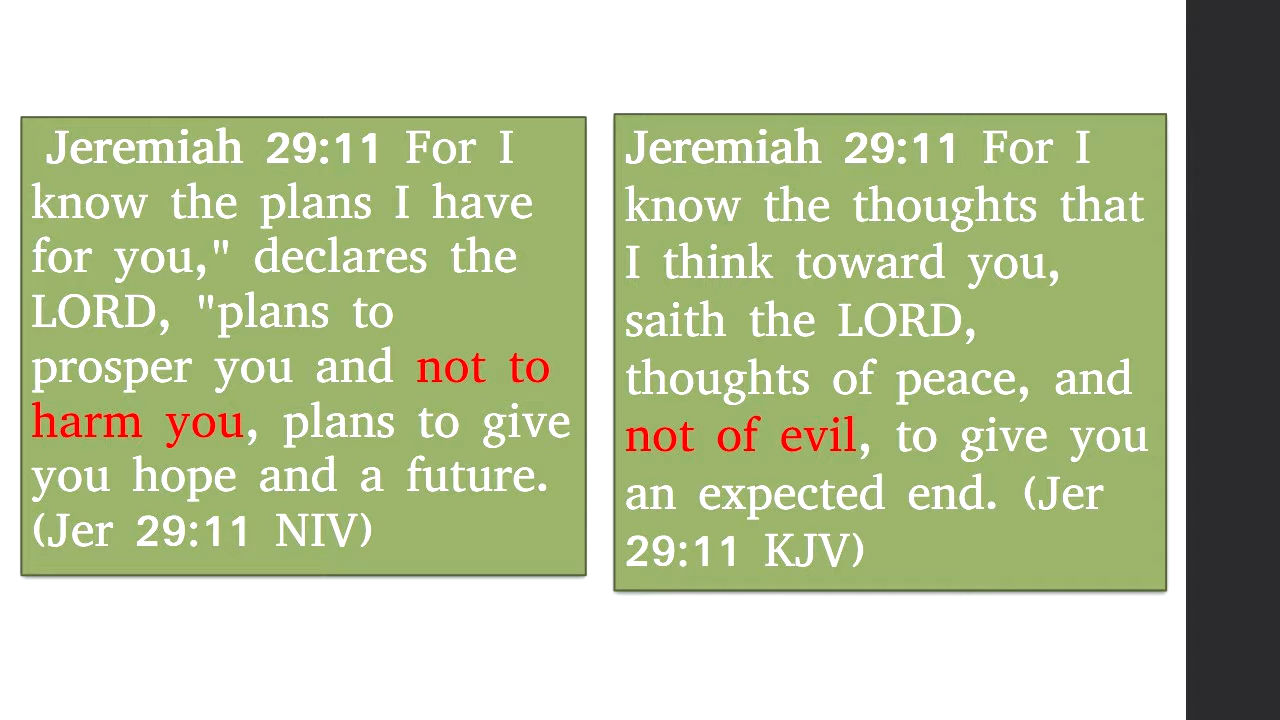 Jeremiah 29:11 For I
know the plans I have
for you," declares the
LORD, "plans to
prosper you and not to
harm you, plans to give
you hope and a future.
(Jer 29:11 NIV)
Jeremiah 29:11 For I
know the thoughts that
I think toward you,
saith the LORD,
thoughts of peace, and
not of evil, to give you
an expected end. (Jer
29:11 KJV)